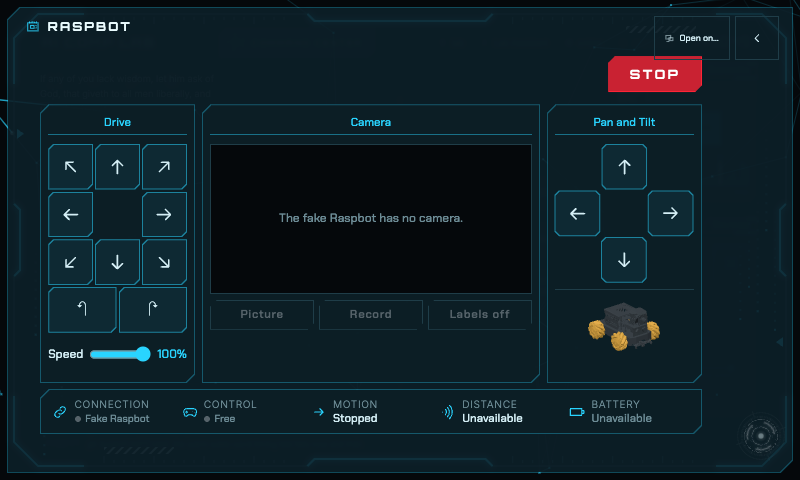 RASPBOT
Open on...
STOP
Drive
Camera
Pan and Tilt
The fake Raspbot has no camera.
Picture
Record
Labels off
Speed
100%
CONNECTION
Fake Raspbot
CONTROL
Free
MOTION
Stopped
DISTANCE
Unavailable
BATTERY
Unavailable